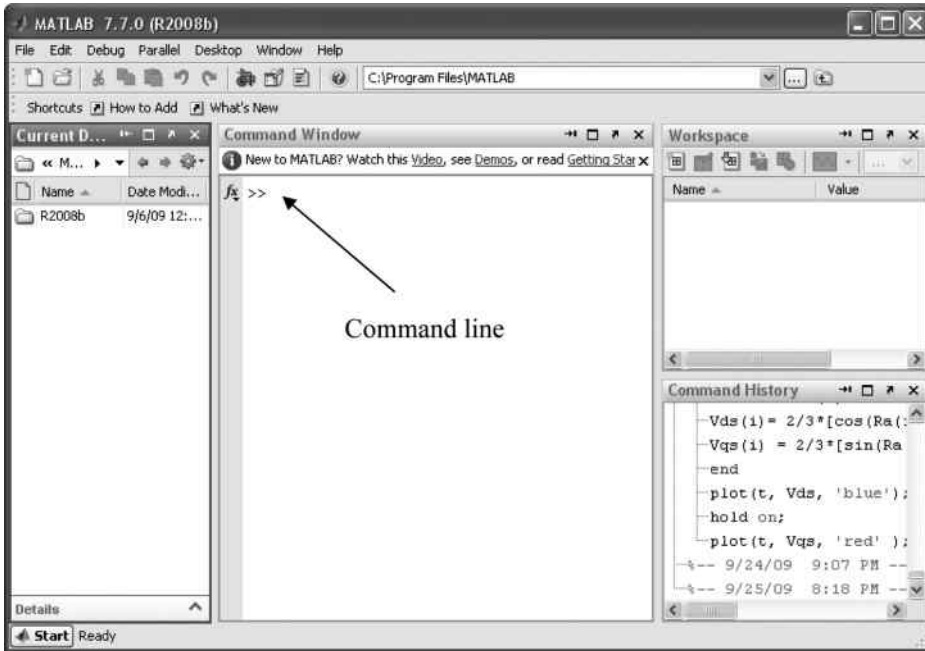 MATLAB 7.7.0 (R2008b)
File Edit Debug Parallel Desktop Window Help
C:\Program Files\MATLAB
Shortcuts How to Add What's New
Current D...
« M...
Name Date Modi...
R2008b 9/6/09 12:...
Details
Command Window
New to MATLAB? Watch this Video, see Demos, or read Getting Star
fx >>
Command line
Workspace
Name Value
Command History
Vds(i)= 2/3*[cos(Ra(:
Vqs(i) = 2/3*[sin(Ra
end
plot(t, Vds, 'blue');
hold on;
plot(t, Vqs, 'red' );
%-- 9/24/09 9:07 PM --
%-- 9/25/09 8:18 PM --
Start Ready